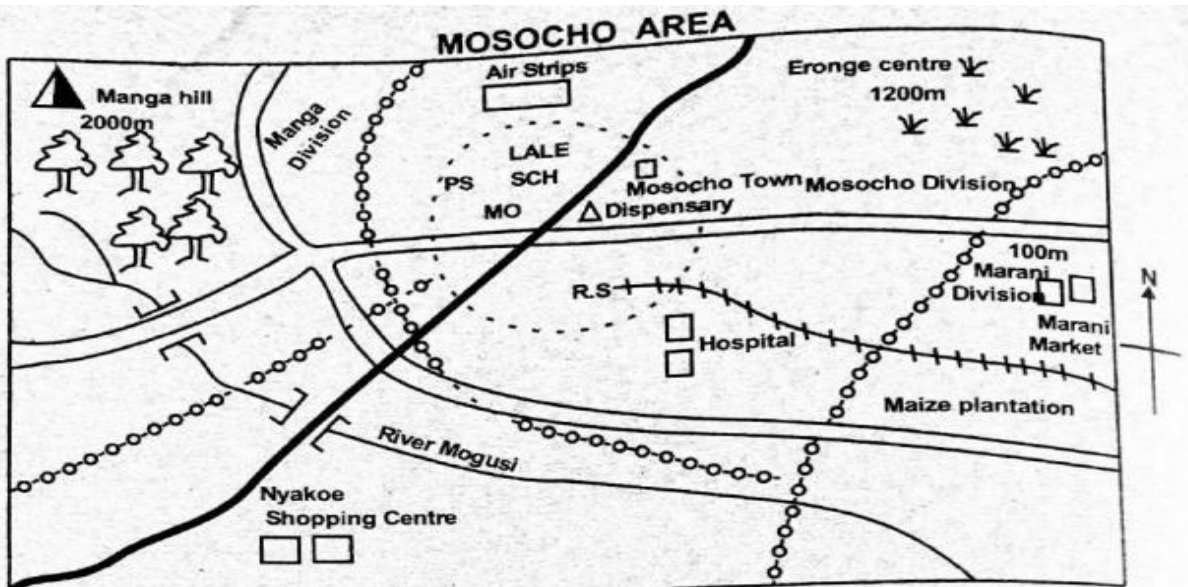 MOSOCHO AREA
Air Strips
Eronge centre
1200m
Manga hill
2000m
Manga
Division
LALE
PS SCH
MO
Mosocho Town
Mosocho Division
Dispensary
100m
Marani
Division
R.S
N
Marani
Market
Hospital
Maize plantation
River Mogusi
Nyakoe
Shopping Centre